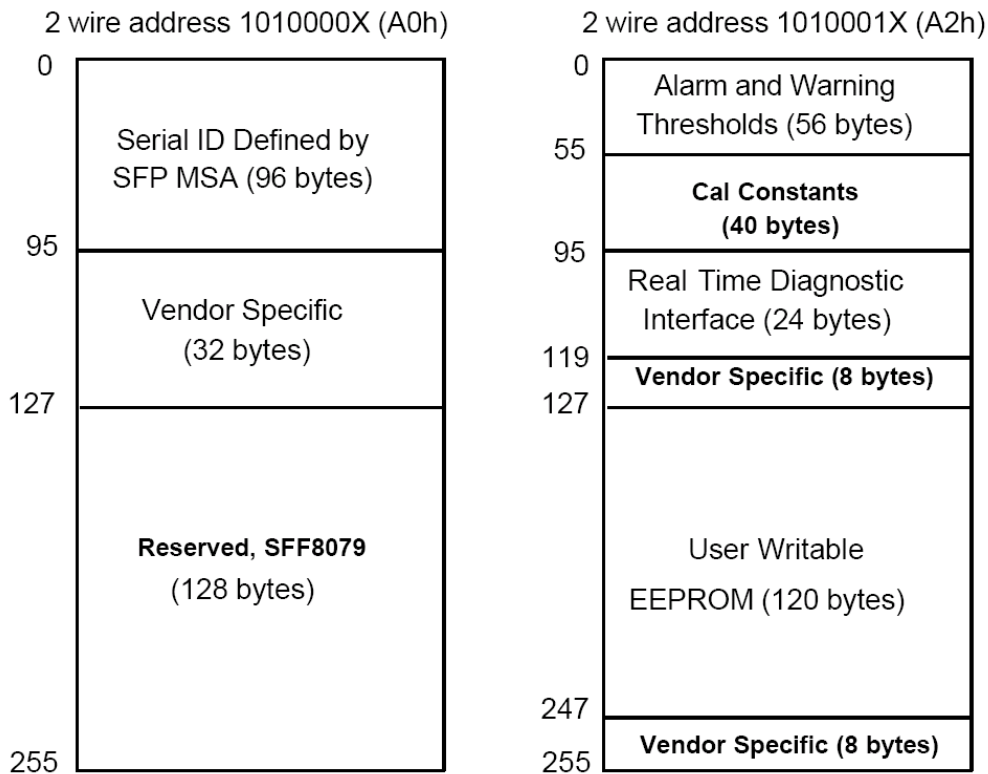 2 wire address 1010000X (A0h)
0
Serial ID Defined by
SFP MSA (96 bytes)
95
Vendor Specific
(32 bytes)
127
Reserved, SFF8079
(128 bytes)
255
2 wire address 1010001X (A2h)
0
Alarm and Warning
Thresholds (56 bytes)
55
Cal Constants
(40 bytes)
95
Real Time Diagnostic
Interface (24 bytes)
119
Vendor Specific (8 bytes)
127
User Writable
EEPROM (120 bytes)
247
Vendor Specific (8 bytes)
255